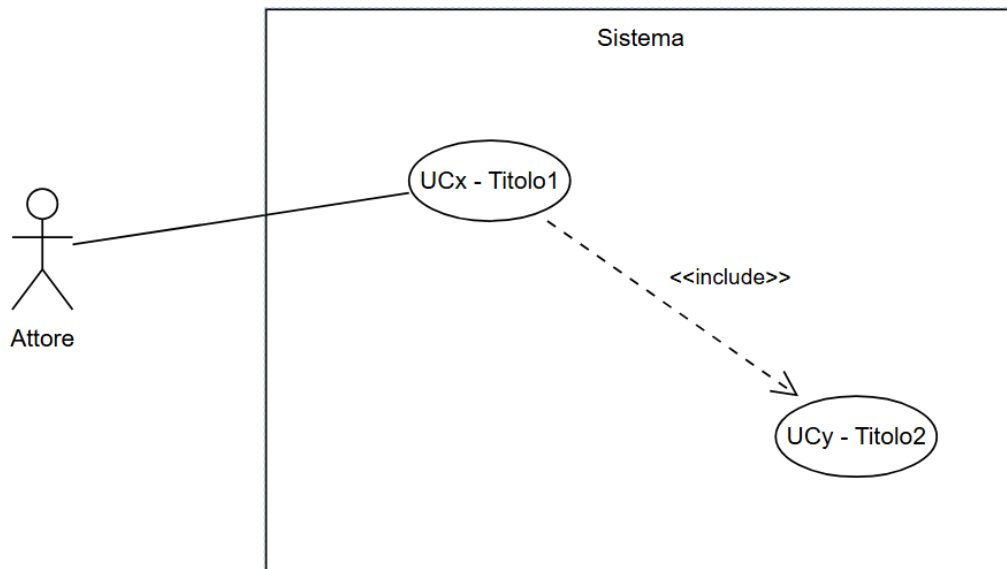 Sistema
UCx - Titolo1
<<include>>
Attore
UCy - Titolo2